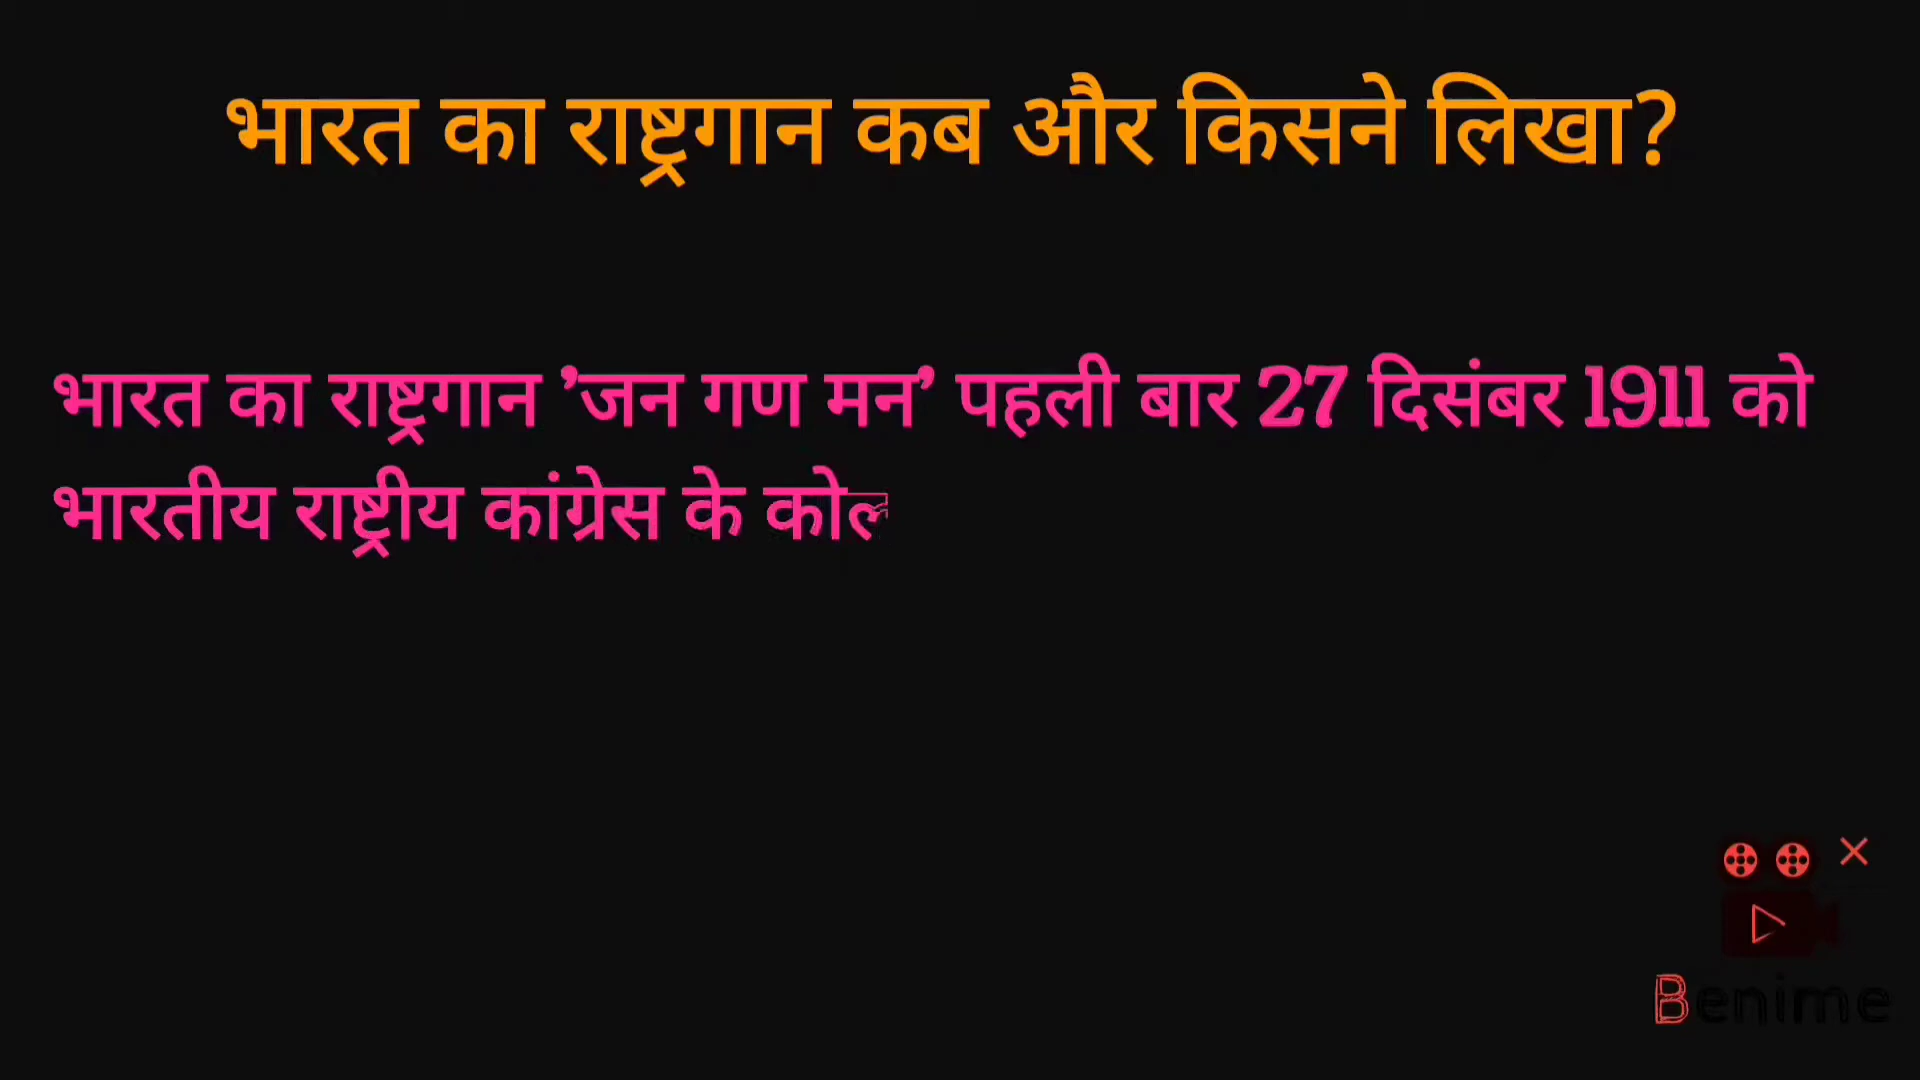 भारत का राष्ट्रगान कब और किसने लिखा?
भारत का राष्ट्रगान ’जन गण मन’ पहली बार 27 दिसंबर 1911 को
भारतीय राष्ट्रीय कांग्रेस के
Benime